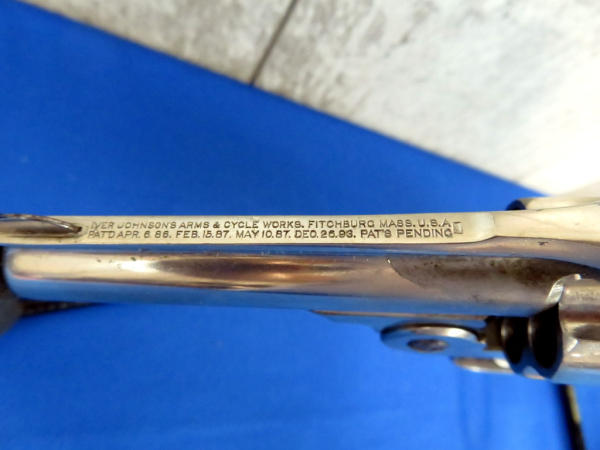 IVER JOHNSON'S ARMS & CYCLE WORKS. FITCHBURG MASS. U.S.A.
PAT'D APR. 6. 86. FEB. 15. 87. MAY 10. 87. DEC. 26. 93. PAT'S PENDING